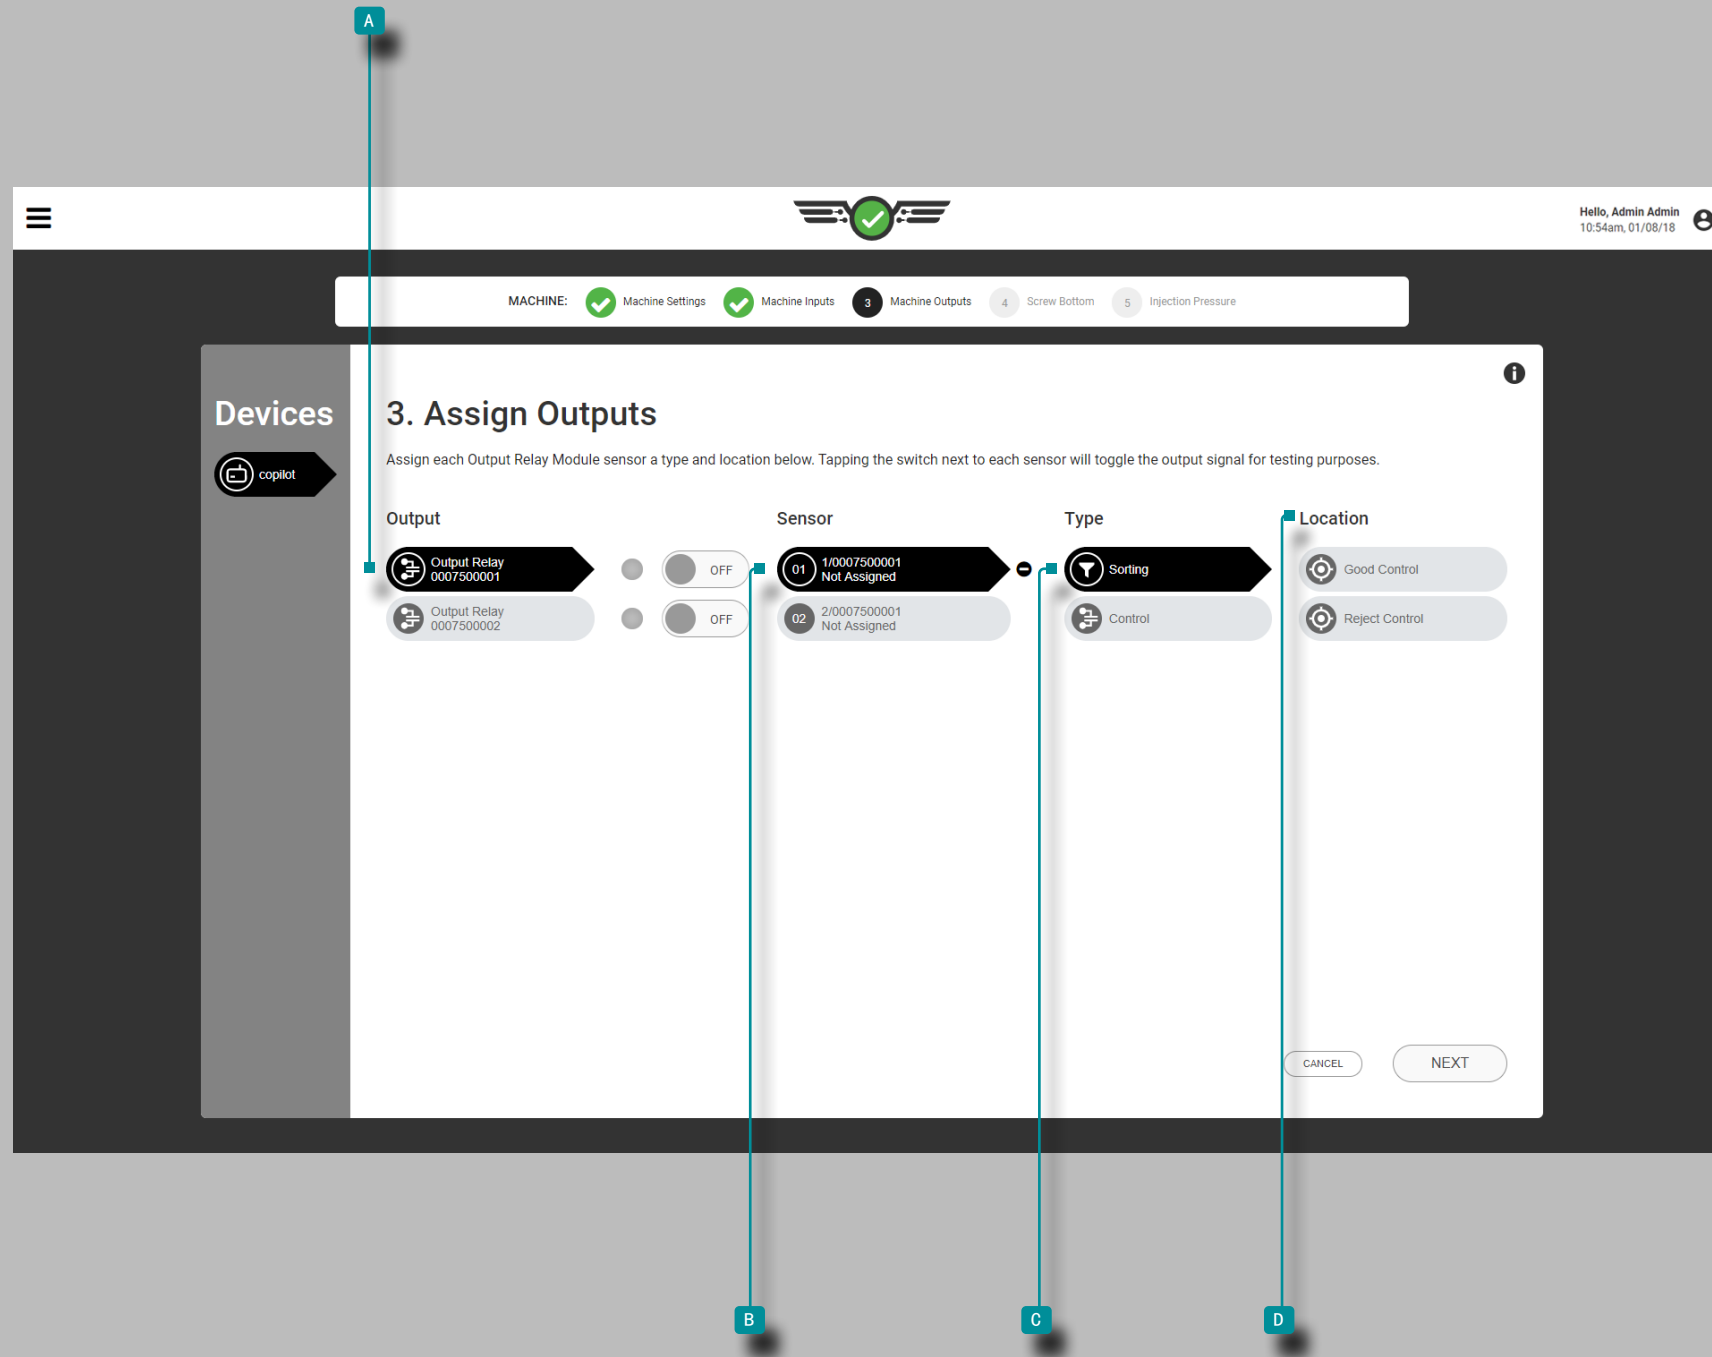 A
Hello, Admin Admin
10:54am, 01/08/18
MACHINE: Machine Settings Machine Inputs 3 Machine Outputs 4 Screw Bottom 5 Injection Pressure
Devices
copilot
3. Assign Outputs
Assign each Output Relay Module sensor a type and location below. Tapping the switch next to each sensor will toggle the output signal for testing purposes.
Output Sensor Type Location
Output Relay
0007500001
OFF
01
1/0007500001
Not Assigned
Sorting
Good Control
Output Relay
0007500002
OFF
02
2/0007500001
Not Assigned
Control
Reject Control
CANCEL
NEXT
B
C
D